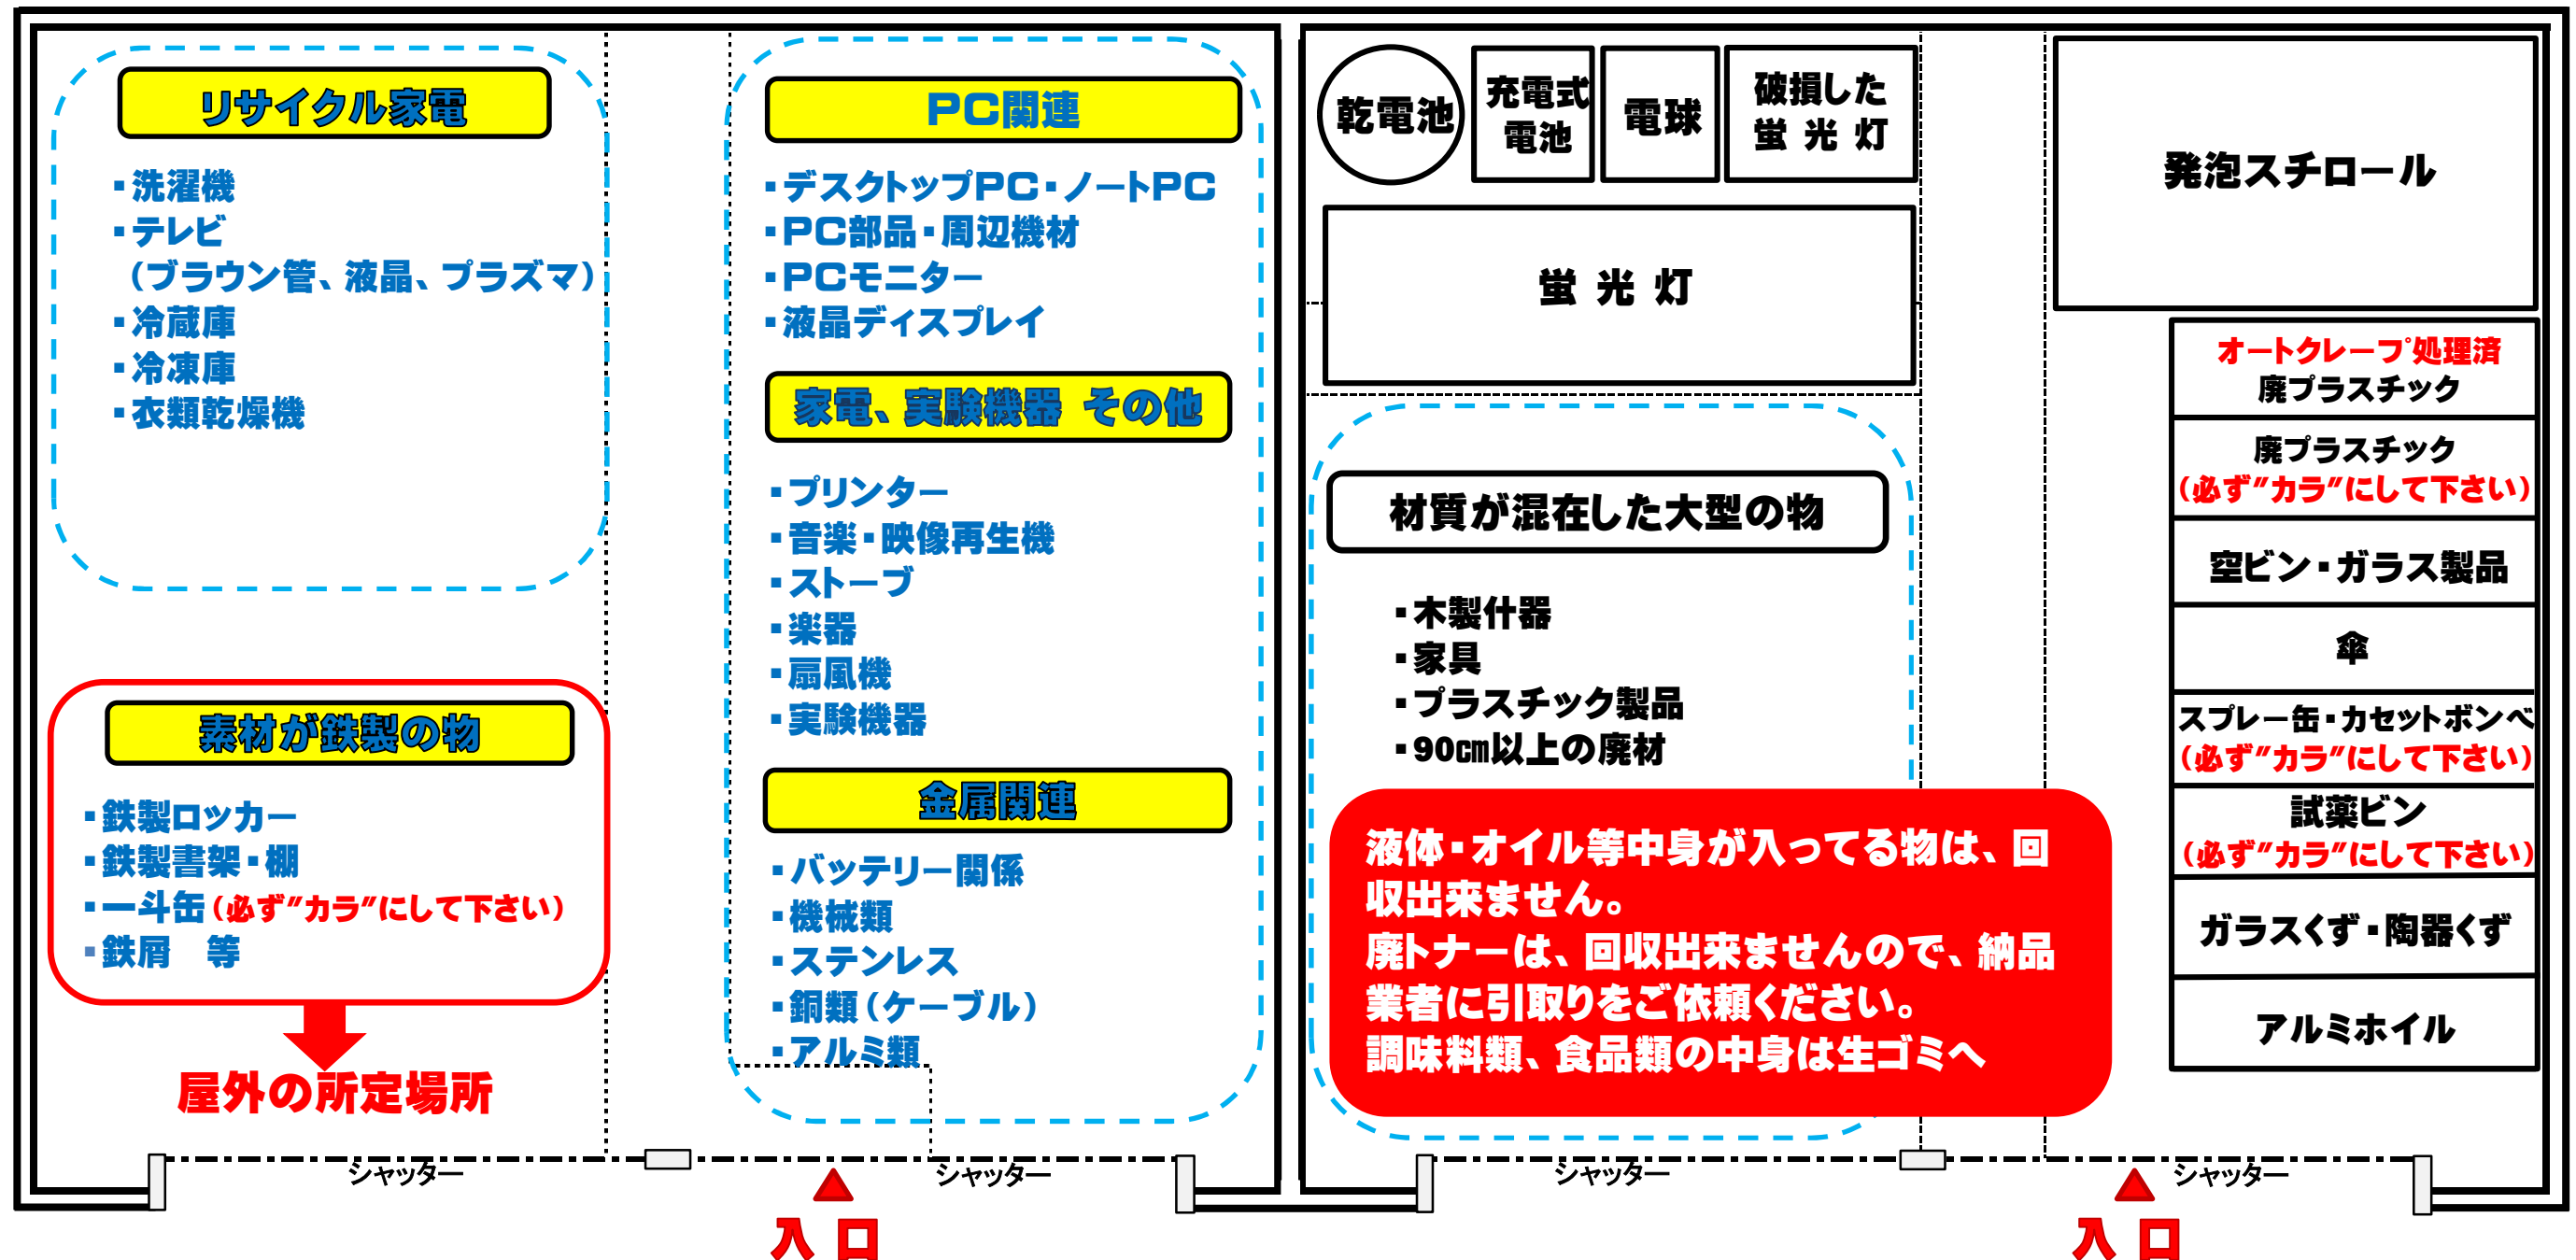 リサイクル家電
・洗濯機
・テレビ
（ブラウン管、液晶、プラズマ）
・冷蔵庫
・冷凍庫
・衣類乾燥機
素材が鉄製の物
・鉄製ロッカー
・鉄製書架・棚
・一斗缶（必ず"カラ"にして下さい）
・鉄屑　等
屋外の所定場所
PC関連
・デスクトップPC・ノートPC
・PC部品・周辺機材
・PCモニター
・液晶ディスプレイ
家電、実験機器 その他
・プリンター
・音楽・映像再生機
・ストーブ
・楽器
・扇風機
・実験機器
金属関連
・バッテリー関係
・機械類
・ステンレス
・銅類（ケーブル）
・アルミ類
シャッター
シャッター
入 口
乾電池
充電式
電池
電球
破損した
蛍 光 灯
蛍 光 灯
材質が混在した大型の物
・木製什器
・家具
・プラスチック製品
・90㎝以上の廃材
液体・オイル等中身が入ってる物は、回
収出来ません。
廃トナーは、回収出来ませんので、納品
業者に引取りをご依頼ください。
調味料類、食品類の中身は生ゴミへ
発泡スチロール
オートクレープ処理済
廃プラスチック
廃プラスチック
（必ず"カラ"にして下さい）
空ビン・ガラス製品
傘
スプレー缶・カセットボンベ
（必ず"カラ"にして下さい）
試薬ビン
（必ず"カラ"にして下さい）
ガラスくず・陶器くず
アルミホイル
シャッター
シャッター
入 口